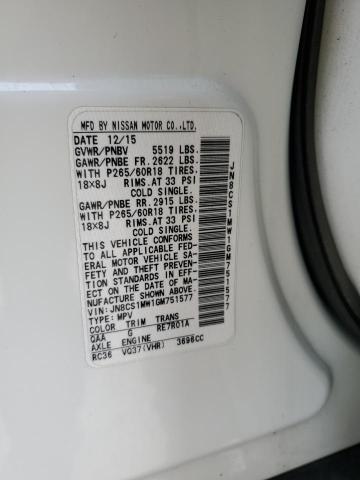 MFD BY NISSAN MOTOR CO.,LTD.
DATE 12/15
GVWR/PNBV 5519 LBS.
GAWR/PNBE FR. 2622 LBS.
WITH P265/60R18 TIRES,
18X8J RIMS, AT 33 PSI
COLD SINGLE.
GAWR/PNBE RR. 2915 LBS.
WITH P265/60R18 TIRES,
18X8J RIMS, AT 33 PSI
COLD SINGLE.
THIS VEHICLE CONFORMS
TO ALL APPLICABLE FED-
ERAL MOTOR VEHICLE SA-
FETY STANDARDS IN EFF-
ECT ON THE DATE OF MA-
NUFACTURE SHOWN ABOVE.
VIN:JN8CS1MW1GM751577
TYPE: MPV
COLOR TRIM TRANS
QAA G RE7R01A
AXLE ENGINE
RC36 VQ37(VHR) 3696CC
JN8CS1MW1GM751577